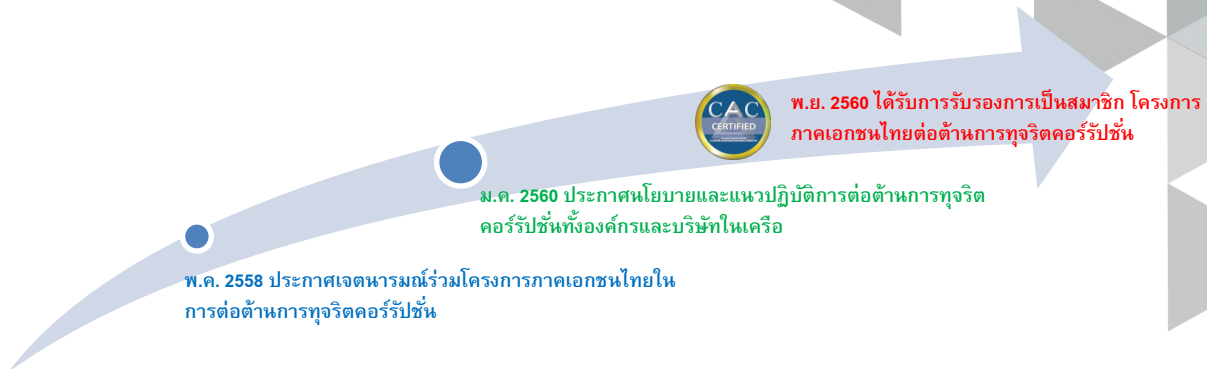 CAC
CERTIFIED
พ.ย. 2560 ได้รับการรับรองการเป็นสมาชิก โครงการ
ภาคเอกชนไทยต่อต้านการทุจริตคอร์รัปชั่น
ม.ค. 2560 ประกาศนโยบายและแหวปฏิบัติการต่อต้านการทุจริต
คอร์รัปชั่นทั้งองค์กรและบริษัทในเครือ
พ.ค. 2558 ประกาศเจตหารมณ์ร่วมโครงการภาคเอกชนไทยใน
การต่อต้านการทุจริตคอร์รัปชั่น